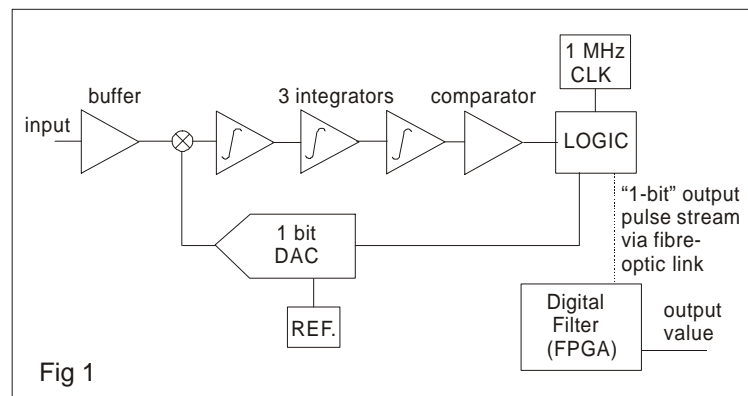 1 MHz
CLK
buffer
3 integrators
comparator
input
LOGIC
"1-bit" output
pulse stream
via fibre-
optic link
1 bit
DAC
REF.
Digital
Filter
(FPGA)
output
value
Fig 1